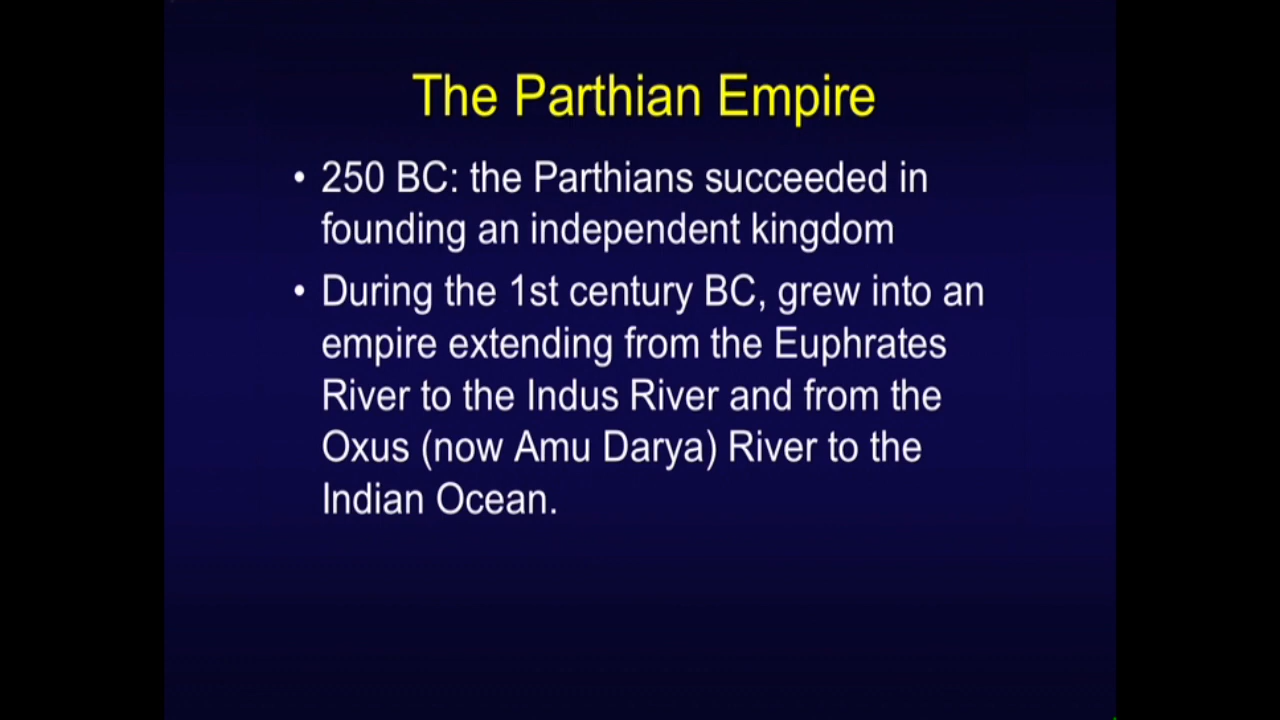 The Parthian Empire
• 250 BC: the Parthians succeeded in
founding an independent kingdom
• During the 1st century BC, grew into an
empire extending from the Euphrates
River to the Indus River and from the
Oxus (now Amu Darya) River to the
Indian Ocean.